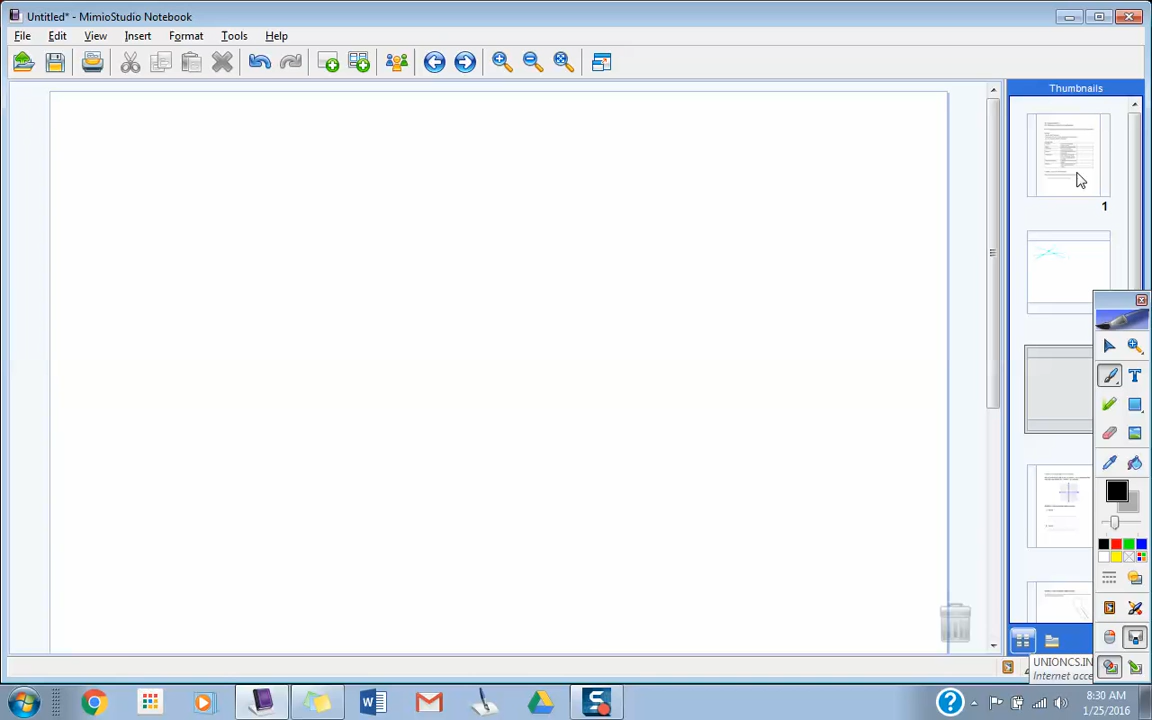 Untitled* - MimioStudio Notebook
File Edit View Insert Format Tools Help
Thumbnails
1
T
UNIONCS.IN
Internet acce
W
S
?
8:30 AM
1/25/2016